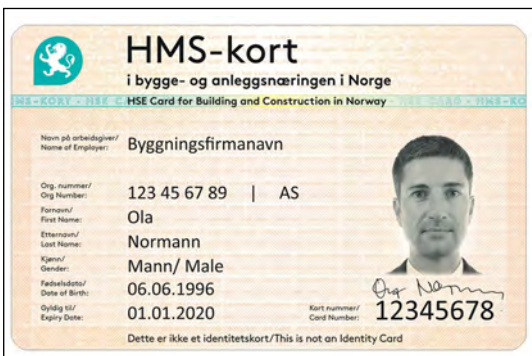 HMS-kort
i bygge- og anleggsnæringen i Norge
HSE Card for Building and Construction in Norway
Navn på arbeidsgiver/
Name of Employer:
Byggningsfirmanavn
Org. nummer/
Org Number:
123 45 67 89 | AS
Fornavn/
First Name:
Ola
Etternavn/
Last Name:
Normann
Kjønn/
Gender:
Mann/ Male
Fødselsdato/
Date of Birth:
06.06.1996
Gyldig til/
Expiry Date:
01.01.2020
Kort nummer/
Card Number:
12345678
Dette er ikke et identitetskort/This is not an Identity Card